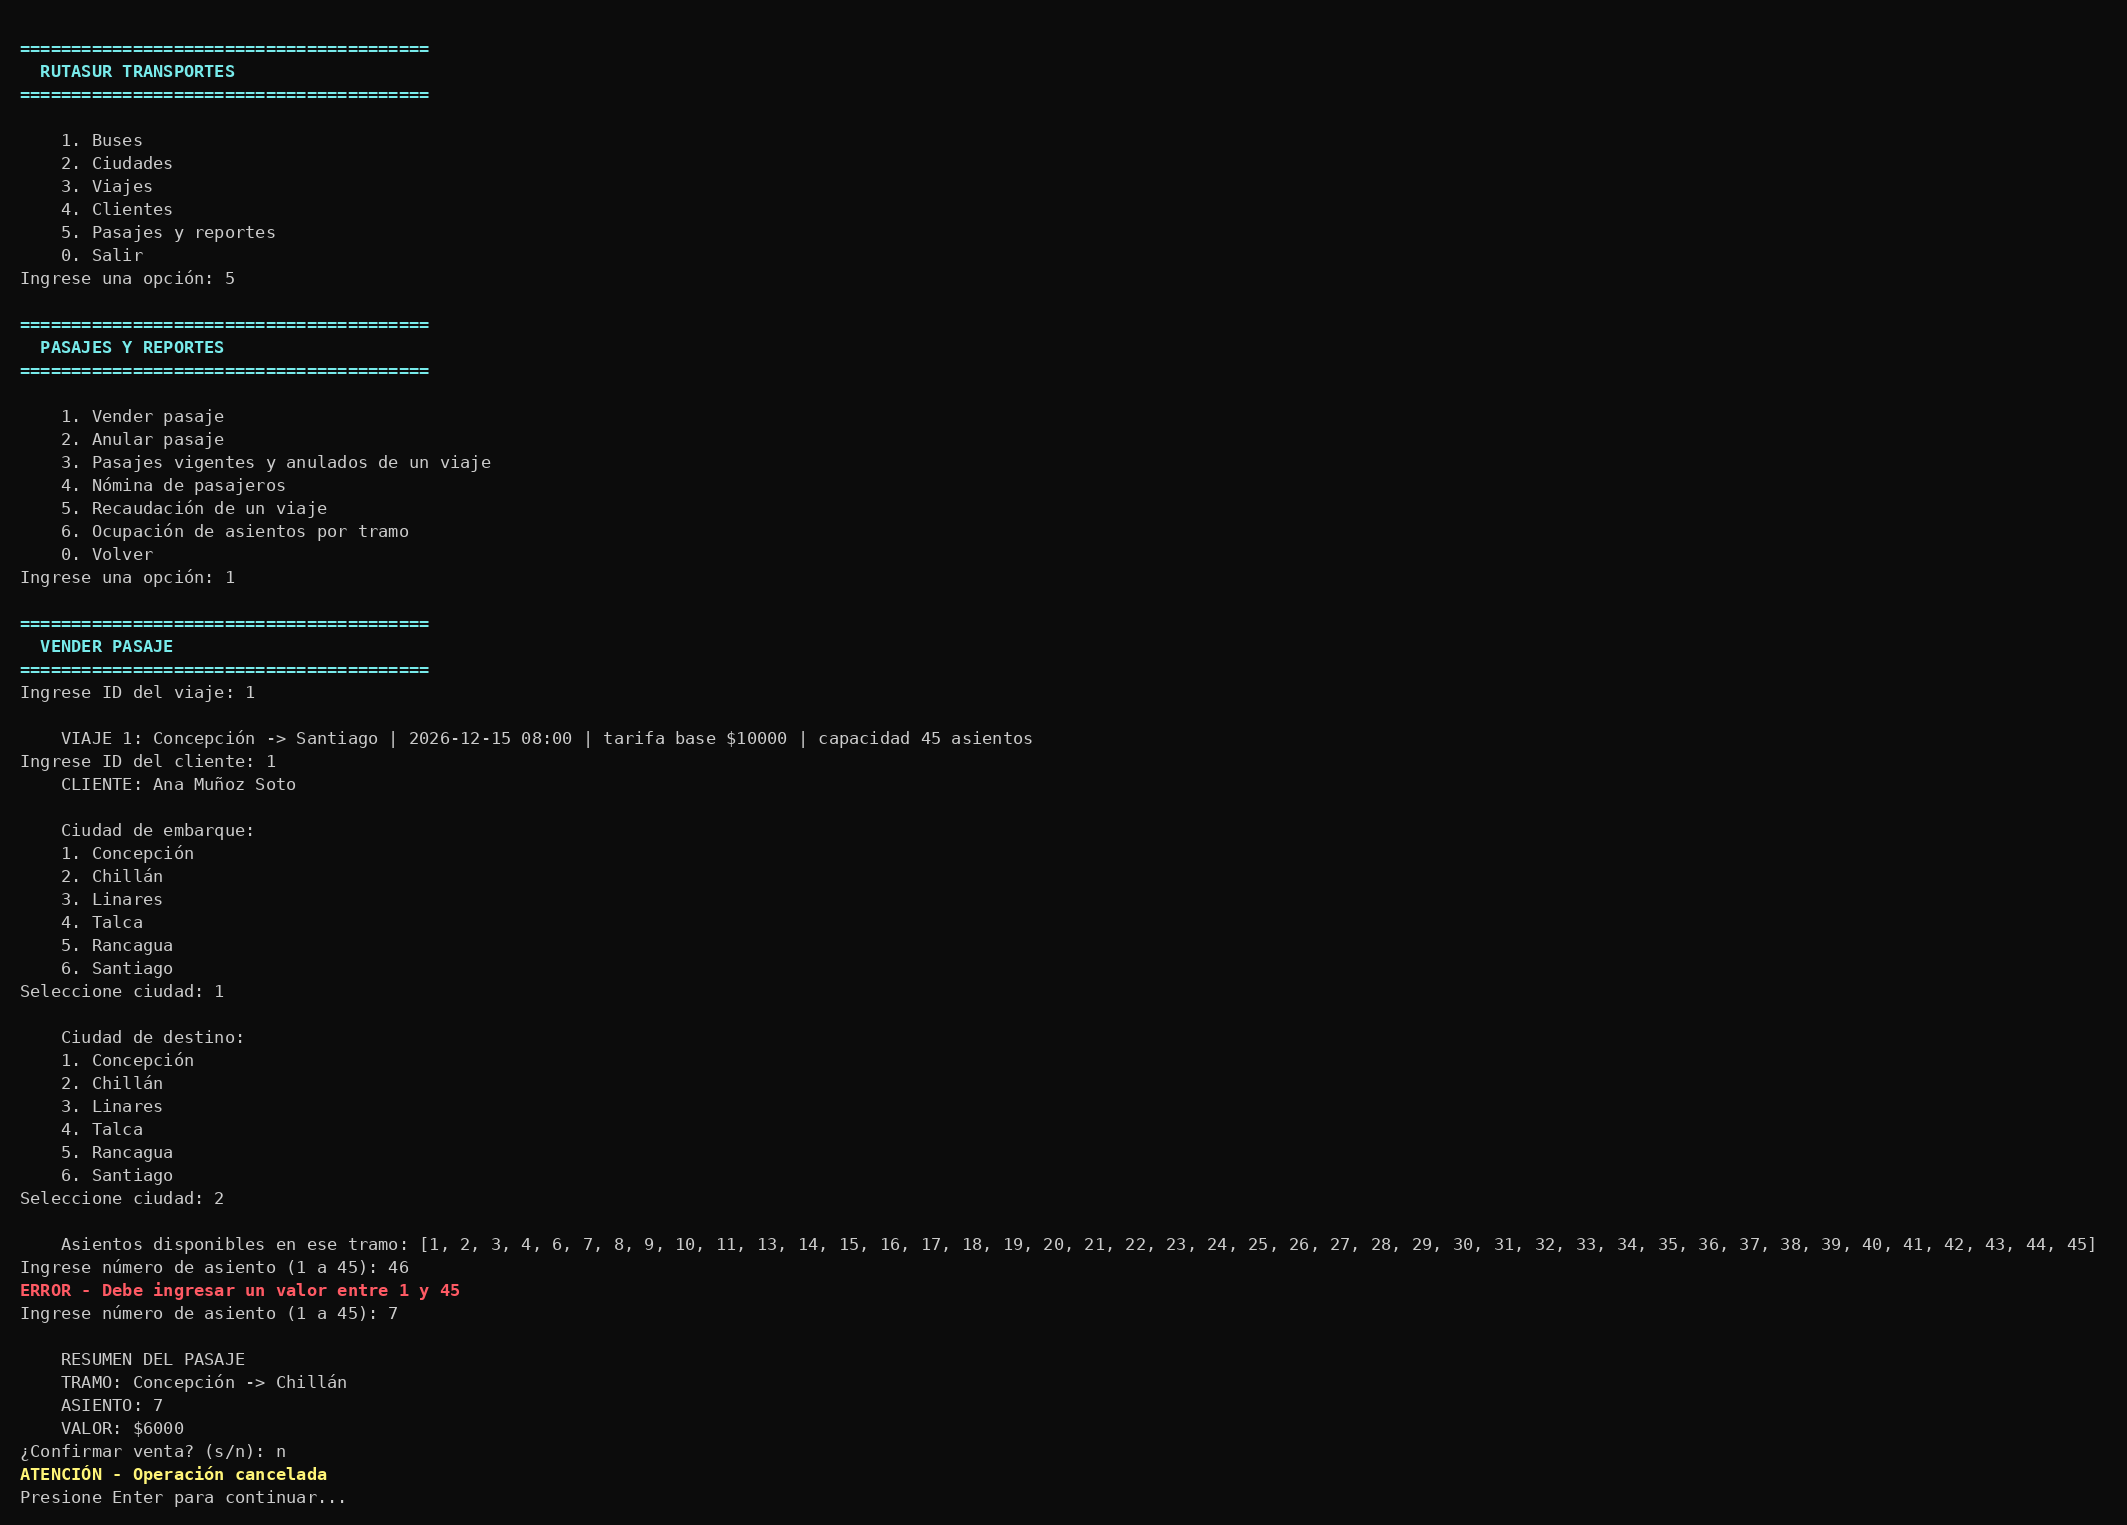 ========================================
  RUTASUR TRANSPORTES
========================================

    1. Buses
    2. Ciudades
    3. Viajes
    4. Clientes
    5. Pasajes y reportes
    0. Salir
Ingrese una opción: 5

========================================
  PASAJES Y REPORTES
========================================

    1. Vender pasaje
    2. Anular pasaje
    3. Pasajes vigentes y anulados de un viaje
    4. Nómina de pasajeros
    5. Recaudación de un viaje
    6. Ocupación de asientos por tramo
    0. Volver
Ingrese una opción: 1

========================================
  VENDER PASAJE
========================================
Ingrese ID del viaje: 1

    VIAJE 1: Concepción -> Santiago | 2026-12-15 08:00 | tarifa base $10000 | capacidad 45 asientos
Ingrese ID del cliente: 1
    CLIENTE: Ana Muñoz Soto

    Ciudad de embarque:
    1. Concepción
    2. Chillán
    3. Linares
    4. Talca
    5. Rancagua
    6. Santiago
Seleccione ciudad: 1

    Ciudad de destino:
    1. Concepción
    2. Chillán
    3. Linares
    4. Talca
    5. Rancagua
    6. Santiago
Seleccione ciudad: 2

    Asientos disponibles en ese tramo: [1, 2, 3, 4, 6, 7, 8, 9, 10, 11, 13, 14, 15, 16, 17, 18, 19, 20, 21, 22, 23, 24, 25, 26, 27, 28, 29, 30, 31, 32, 33, 34, 35, 36, 37, 38, 39, 40, 41, 42, 43, 44, 45]
Ingrese número de asiento (1 a 45): 46
ERROR - Debe ingresar un valor entre 1 y 45
Ingrese número de asiento (1 a 45): 7

    RESUMEN DEL PASAJE
    TRAMO: Concepción -> Chillán
    ASIENTO: 7
    VALOR: $6000
¿Confirmar venta? (s/n): n
ATENCIÓN - Operación cancelada
Presione Enter para continuar...